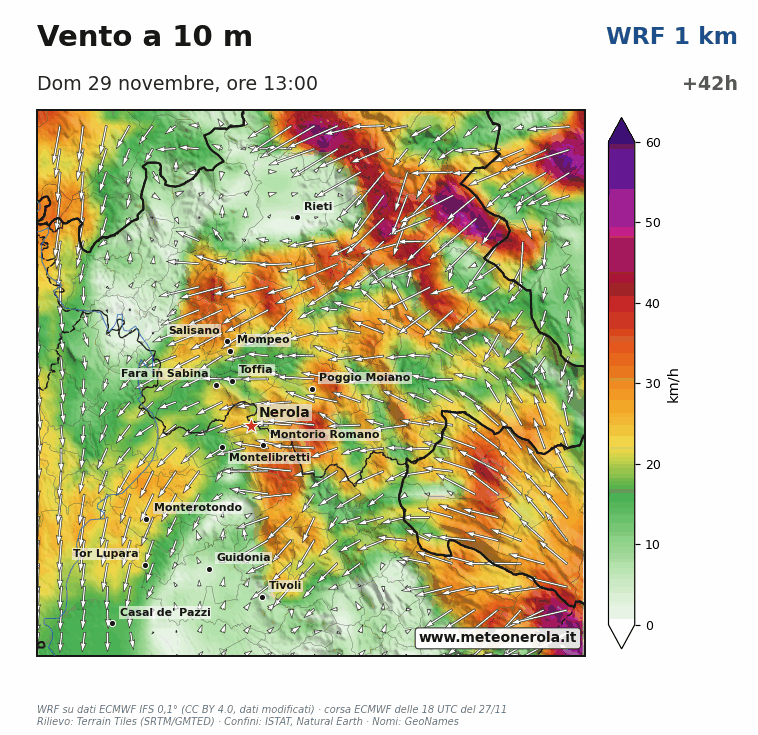 Vento a 10 m
WRF 1 km
Dom 29 novembre, ore 13:00
+42h
Rieti
Salisano
Mompeo
Fara in Sabina
Toffia
Poggio Moiano
Nerola
Montorio Romano
Montelibretti
Monterotondo
Tor Lupara
Guidonia
Tivoli
Casal de' Pazzi
www.meteonerola.it
60
50
40
30
20
10
0
km/h
WRF su dati ECMWF IFS 0,1° (CC BY 4.0, dati modificati) · corsa ECMWF delle 18 UTC del 27/11
Rilievo: Terrain Tiles (SRTM/GMTED) · Confini: ISTAT, Natural Earth · Nomi: GeoNames